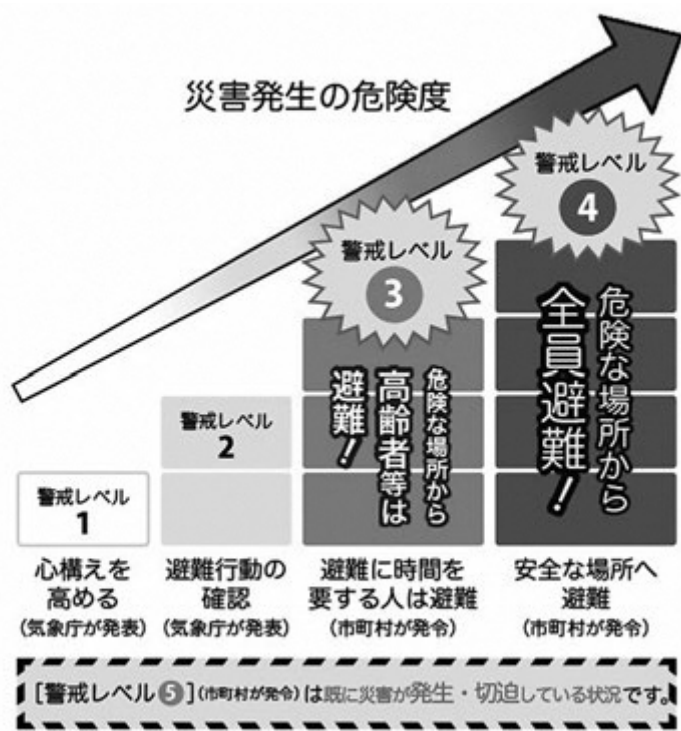 災害発生の危険度
警戒レベル
4
警戒レベル
3
危険な場所から
全員避難!
危険な場所から
高齢者等は
避難!
警戒レベル
2
警戒レベル
1
心構えを
高める
(気象庁が発表)
避難行動の
確認
(気象庁が発表)
避難に時間を
要する人は避難
(市町村が発令)
安全な場所へ
避難
(市町村が発令)
[警戒レベル5](市町村が発令)は既に災害が発生・切迫している状況です。